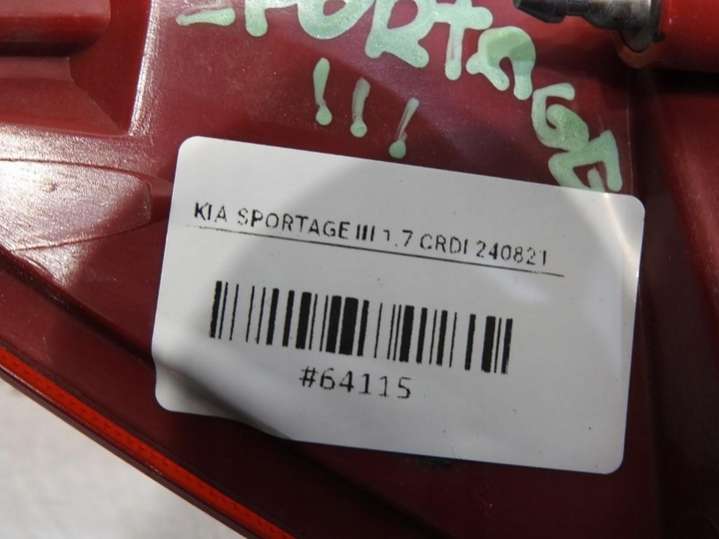 SPORTAGE
!!!
KIA SPORTAGE III 1.7 CRDI 240821
#64115